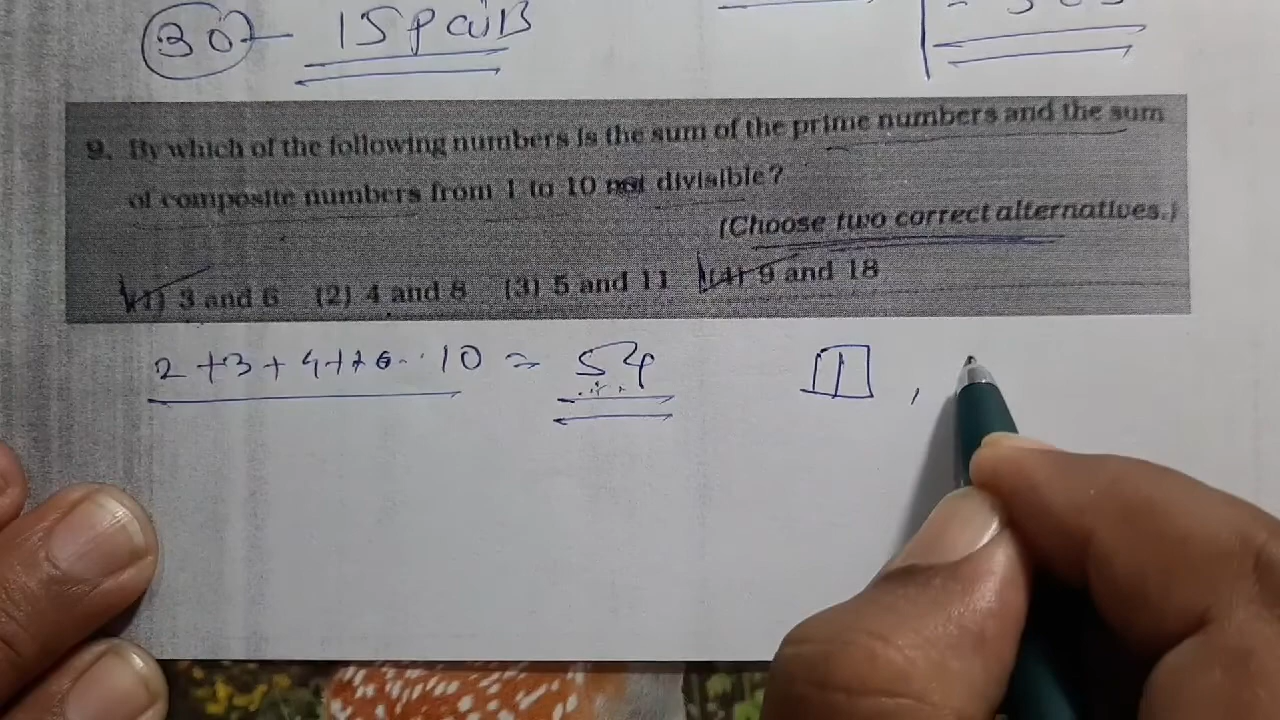 307 15 pairs
9. By which of the following numbers is the sum of the prime numbers and the sum
of composite numbers from 1 to 10 not divisible?
(Choose two correct alternatives.)
(1) 3 and 6 (2) 4 and 8 (3) 5 and 11 (4) 9 and 18
2 + 3 + 4 + 6 .. 10 = 54 1 ,